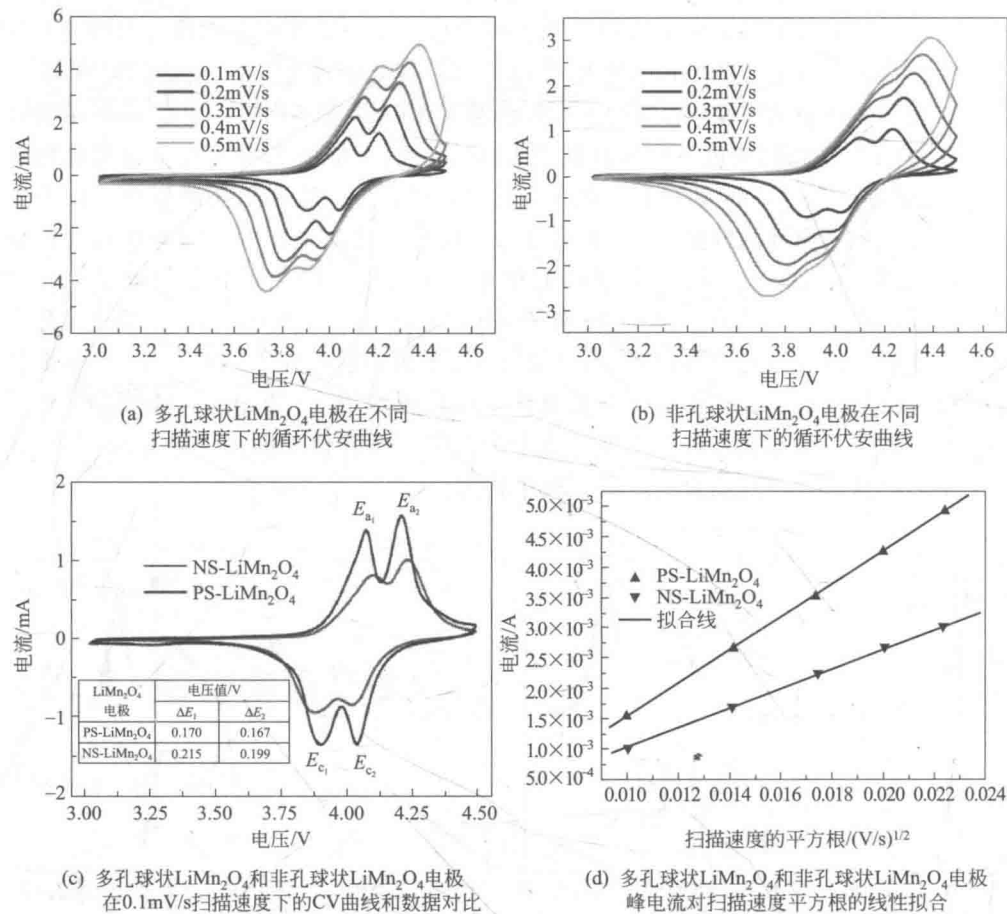 6
4
2
0
−2
−4
−6
电流/mA
0.1mV/s
0.2mV/s
0.3mV/s
0.4mV/s
0.5mV/s
3.0 3.2 3.4 3.6 3.8 4.0 4.2 4.4 4.6
电压/V
(a) 多孔球状LiMn₂O₄电极在不同
扫描速度下的循环伏安曲线
3
2
1
0
−1
−2
−3
电流/mA
0.1mV/s
0.2mV/s
0.3mV/s
0.4mV/s
0.5mV/s
3.0 3.2 3.4 3.6 3.8 4.0 4.2 4.4 4.6
电压/V
(b) 非孔球状LiMn₂O₄电极在不同
扫描速度下的循环伏安曲线
2
1
0
−1
−2
电流/mA
Ea₁ Ea₂
NS-LiMn₂O₄
PS-LiMn₂O₄
LiMn₂O₄ 电压值/V
电极 ΔE₁ ΔE₂
PS-LiMn₂O₄ 0.170 0.167
NS-LiMn₂O₄ 0.215 0.199
Ec₁ Ec₂
3.00 3.25 3.50 3.75 4.00 4.25 4.50
电压/V
(c) 多孔球状LiMn₂O₄和非孔球状LiMn₂O₄电极
在0.1mV/s扫描速度下的CV曲线和数据对比
5.0×10⁻³
4.5×10⁻³
4.0×10⁻³
3.5×10⁻³
3.0×10⁻³
2.5×10⁻³
2.0×10⁻³
1.5×10⁻³
1.0×10⁻³
5.0×10⁻⁴
电流/A
PS-LiMn₂O₄
NS-LiMn₂O₄
拟合线
0.010 0.012 0.014 0.016 0.018 0.020 0.022 0.024
扫描速度的平方根/(V/s)¹/²
(d) 多孔球状LiMn₂O₄和非孔球状LiMn₂O₄电极
峰电流对扫描速度平方根的线性拟合